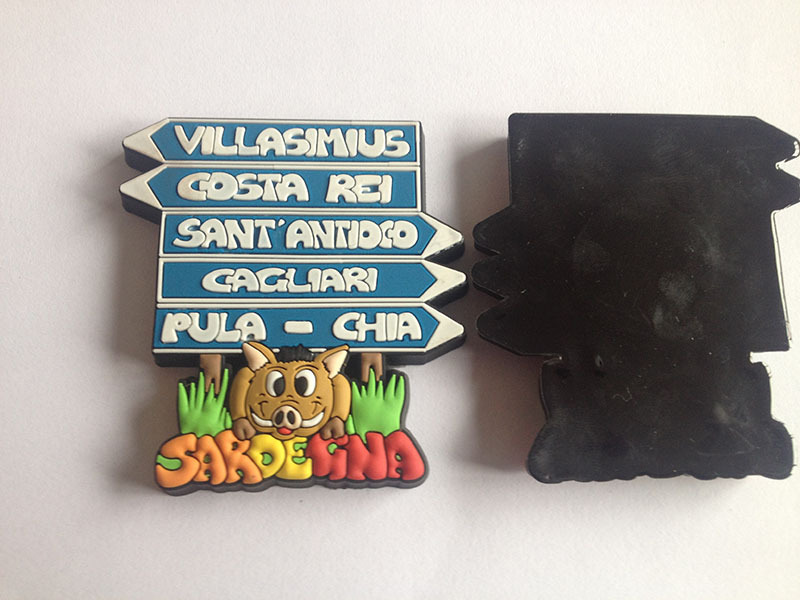 VILLASIMIUS
COSTA REI
SANT'ANTIOCO
CAGLIARI
PULA - CHIA
SARDEGNA